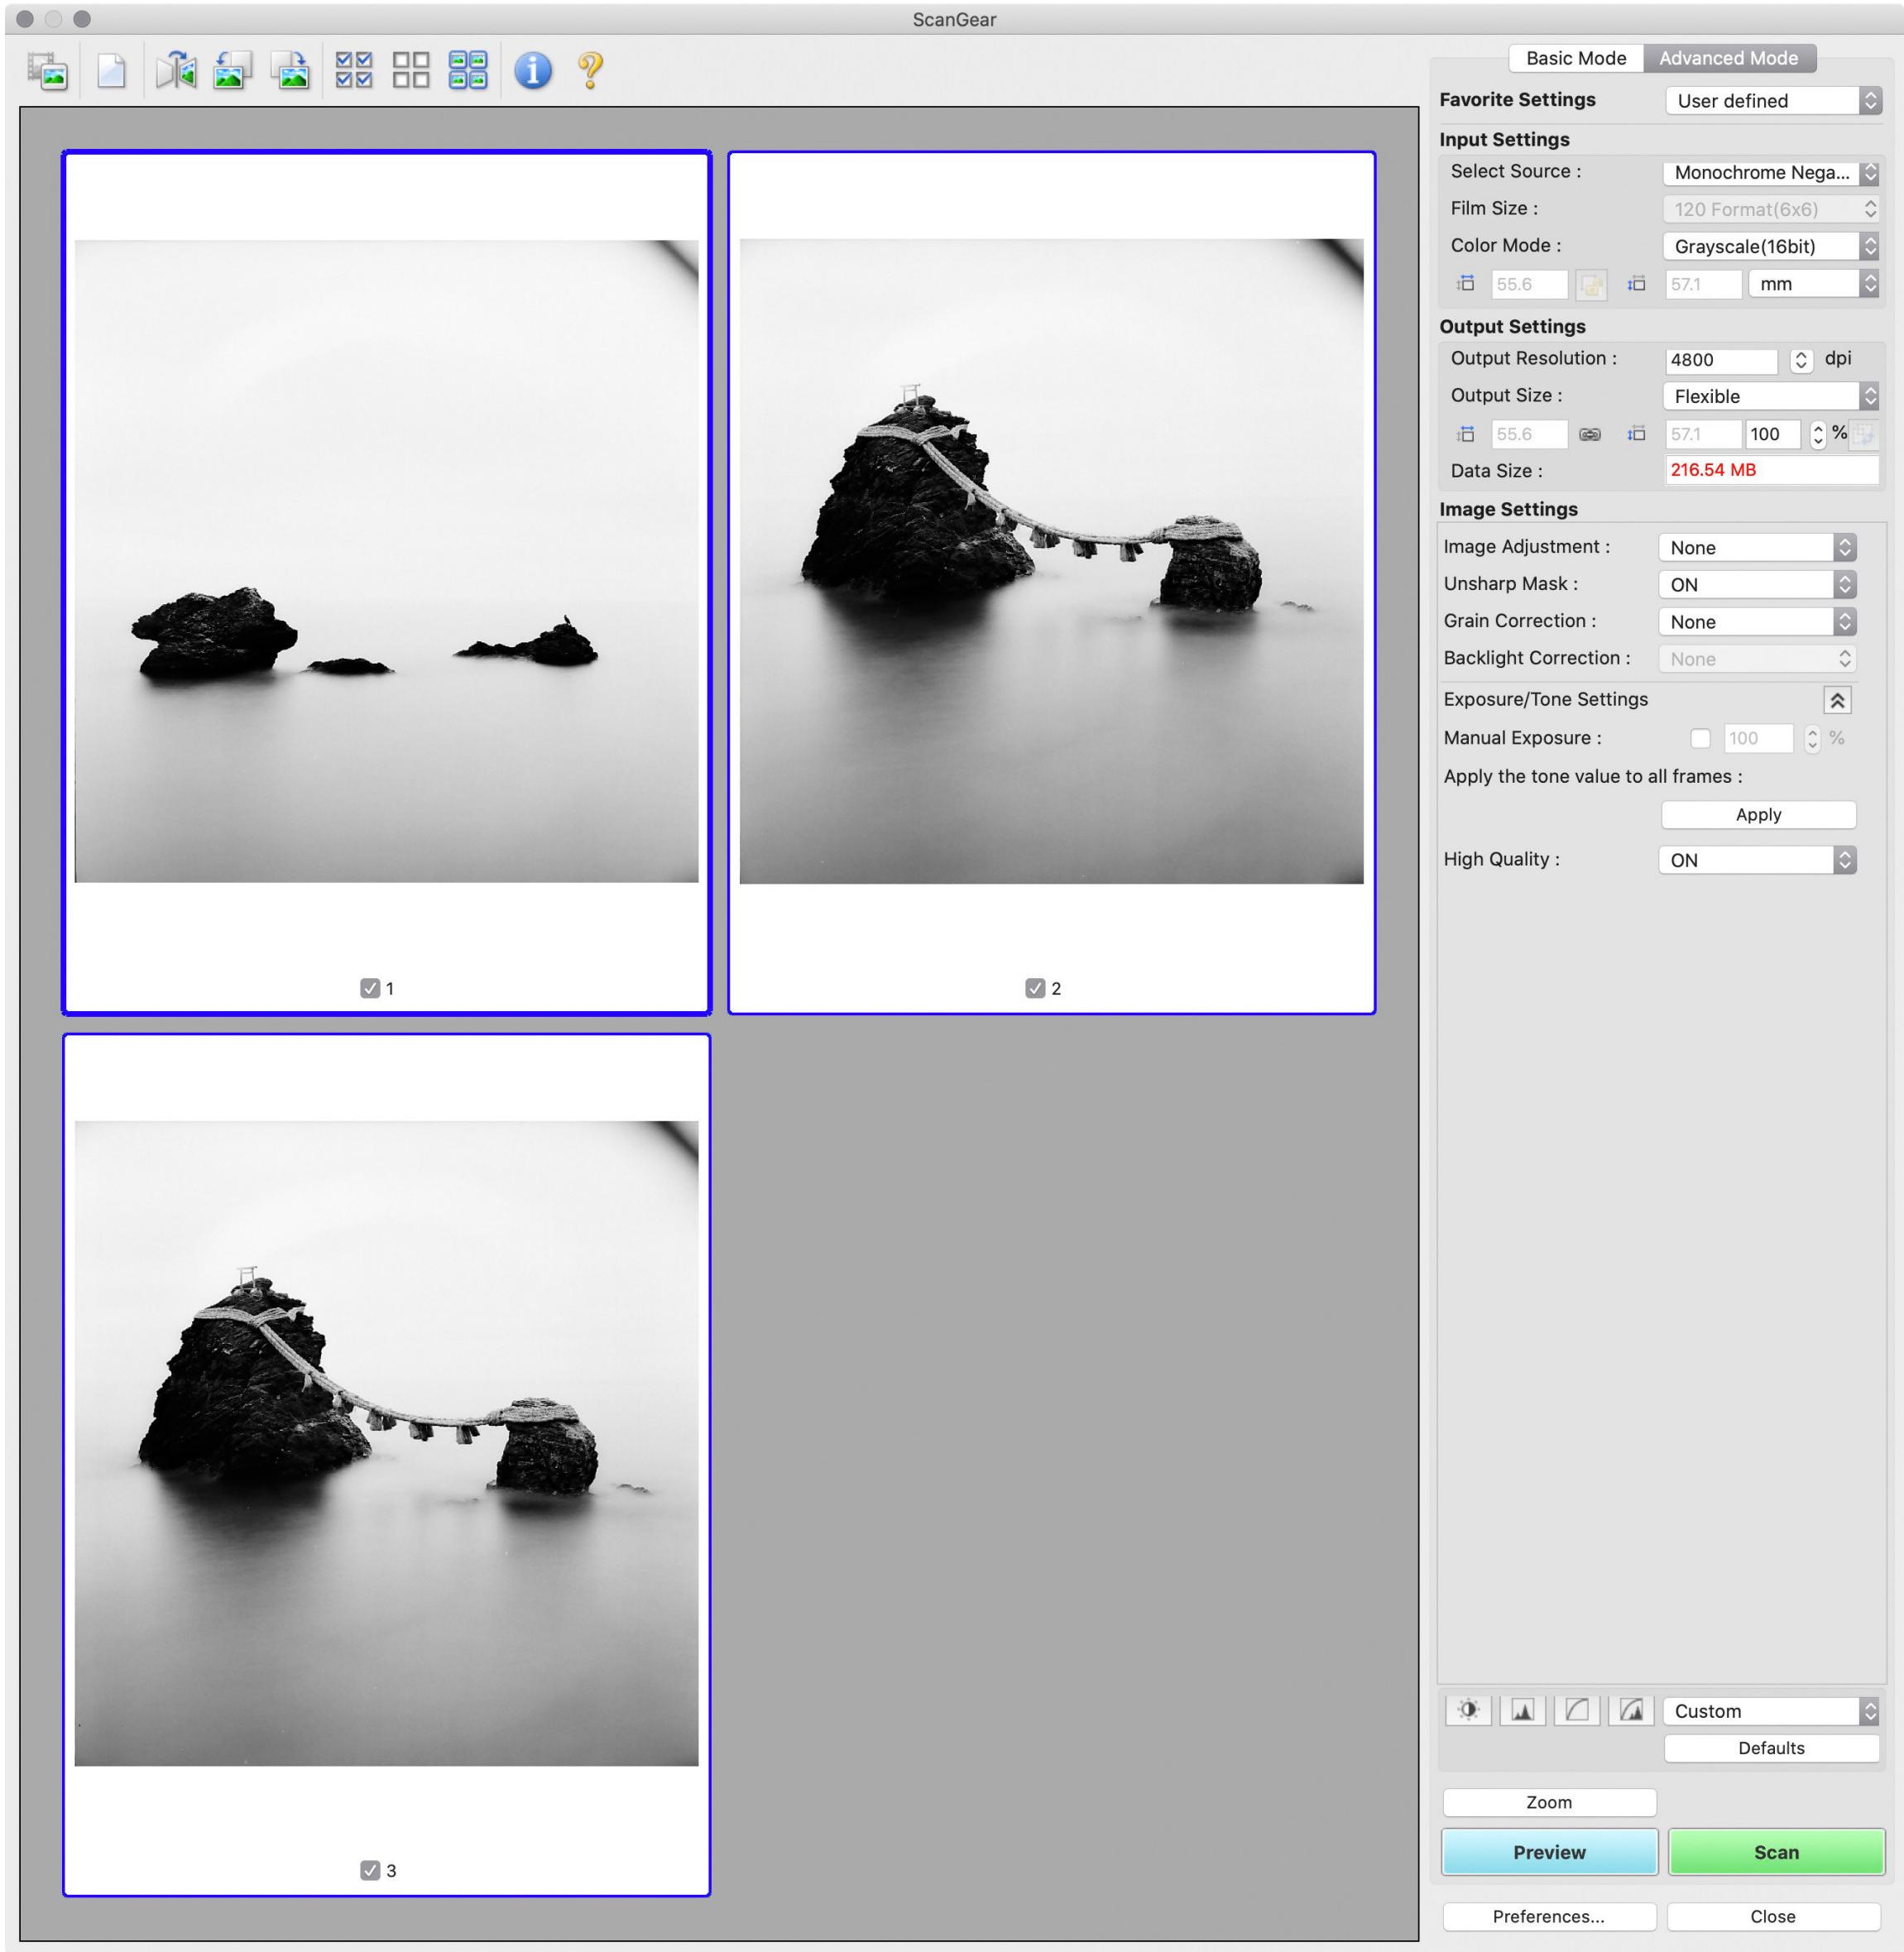 ScanGear
Basic Mode Advanced Mode
Favorite Settings User defined
Input Settings
Select Source : Monochrome Nega...
Film Size : 120 Format(6x6)
Color Mode : Grayscale(16bit)
55.6 57.1 mm
Output Settings
Output Resolution : 4800 dpi
Output Size : Flexible
55.6 57.1 100 %
Data Size : 216.54 MB
Image Settings
Image Adjustment : None
Unsharp Mask : ON
Grain Correction : None
Backlight Correction : None
Exposure/Tone Settings
Manual Exposure : 100 %
Apply the tone value to all frames :
Apply
High Quality : ON
1
2
3
Custom
Defaults
Zoom
Preview Scan
Preferences... Close